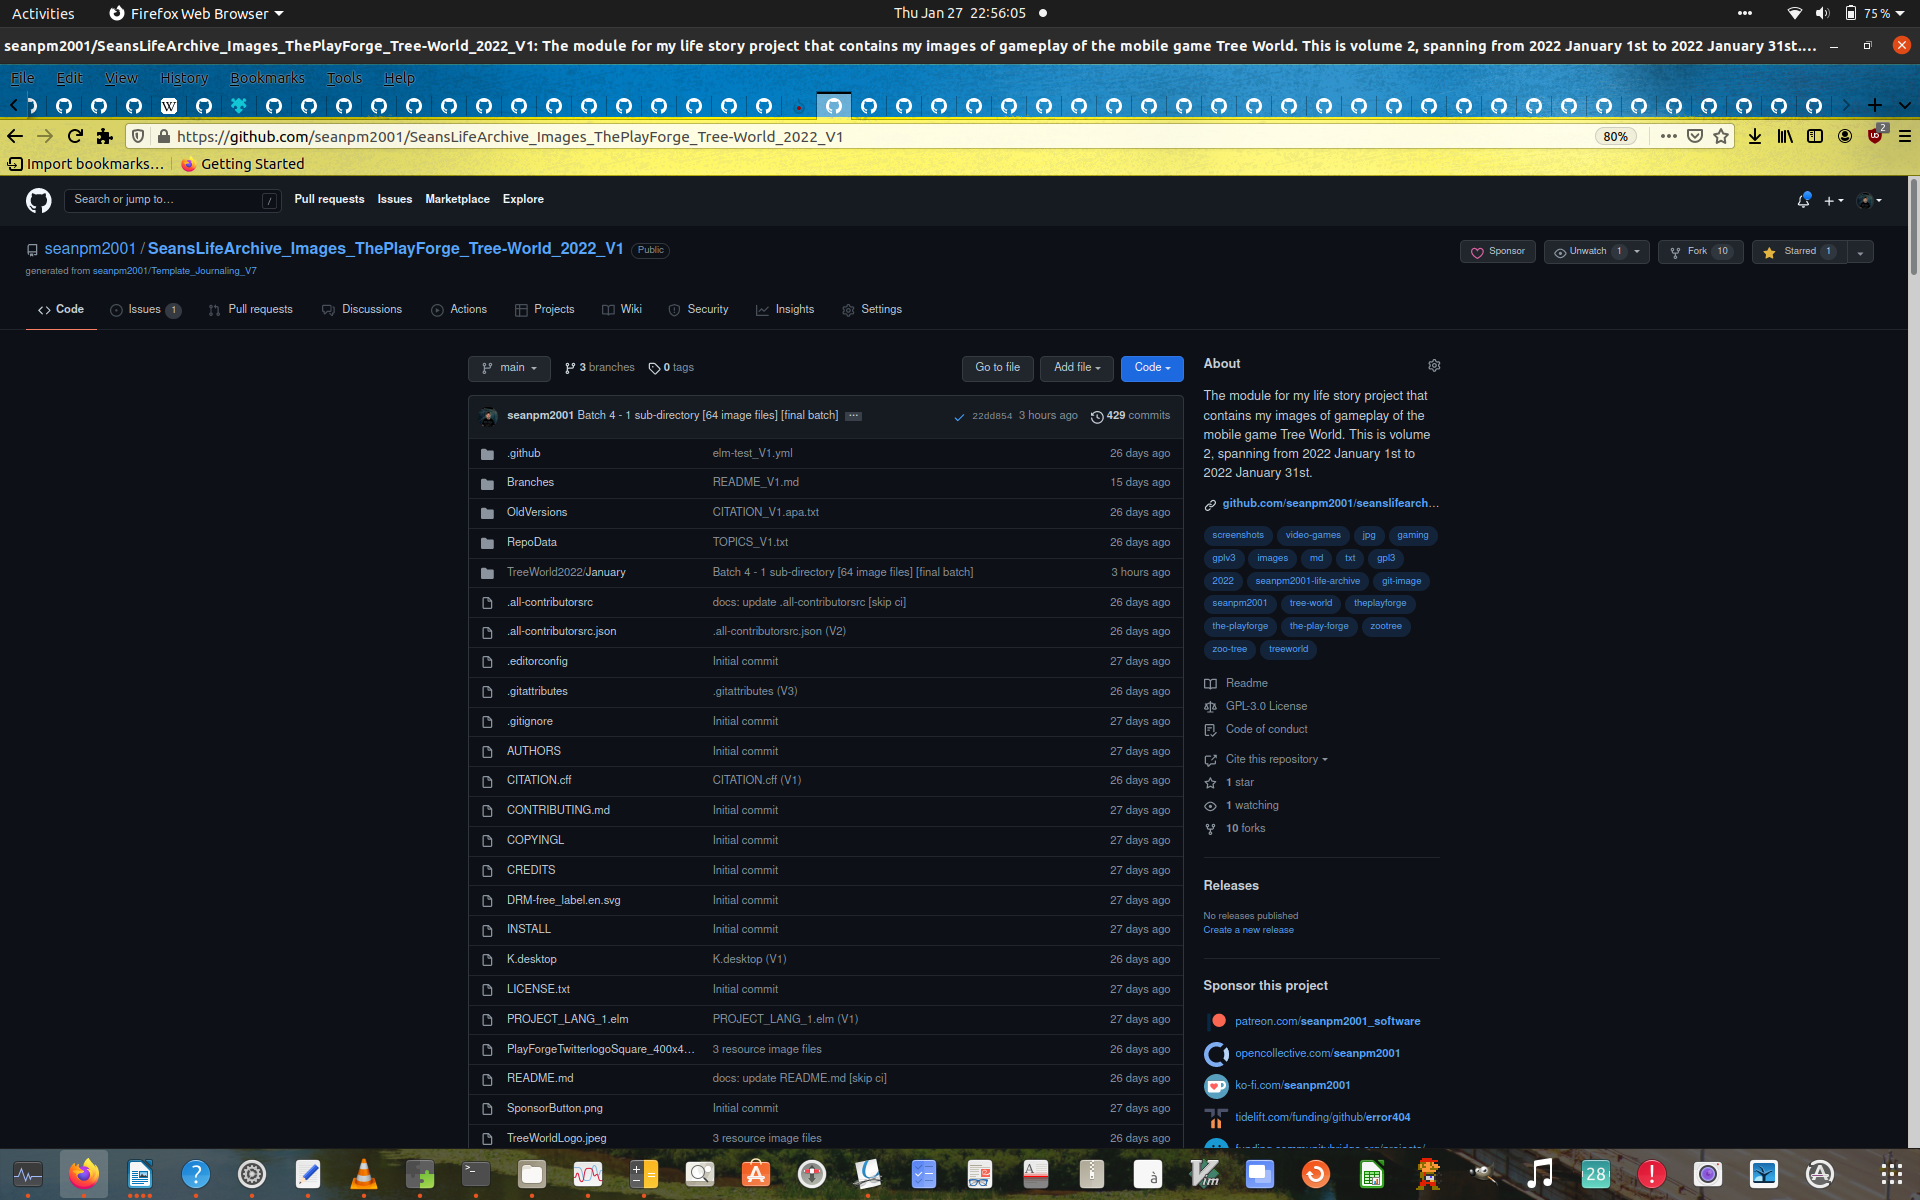 Activities Firefox Web Browser Thu Jan 27 22:56:05 75 %
seanpm2001/SeansLifeArchive_Images_ThePlayForge_Tree-World_2022_V1: The module for my life story project that contains my images of gameplay of the mobile game Tree World. This is volume 2, spanning from 2022 January 1st to 2022 January 31st....
File Edit View History Bookmarks Tools Help
https://github.com/seanpm2001/SeansLifeArchive_Images_ThePlayForge_Tree-World_2022_V1 80% 2
Import bookmarks... Getting Started
Search or jump to... / Pull requests Issues Marketplace Explore
seanpm2001 / SeansLifeArchive_Images_ThePlayForge_Tree-World_2022_V1 Public Sponsor Unwatch 1 Fork 10 Starred 1
generated from seanpm2001/Template_Journaling_V7
Code Issues 1 Pull requests Discussions Actions Projects Wiki Security Insights Settings
main 3 branches 0 tags Go to file Add file Code
seanpm2001 Batch 4 - 1 sub-directory [64 image files] [final batch] ... 22dd854 3 hours ago 429 commits
.github elm-test_V1.yml 26 days ago
Branches README_V1.md 15 days ago
OldVersions CITATION_V1.apa.txt 26 days ago
RepoData TOPICS_V1.txt 26 days ago
TreeWorld2022/January Batch 4 - 1 sub-directory [64 image files] [final batch] 3 hours ago
.all-contributorsrc docs: update .all-contributorsrc [skip ci] 26 days ago
.all-contributorsrc.json .all-contributorsrc.json (V2) 26 days ago
.editorconfig Initial commit 27 days ago
.gitattributes .gitattributes (V3) 26 days ago
.gitignore Initial commit 27 days ago
AUTHORS Initial commit 27 days ago
CITATION.cff CITATION.cff (V1) 26 days ago
CONTRIBUTING.md Initial commit 27 days ago
COPYINGL Initial commit 27 days ago
CREDITS Initial commit 27 days ago
DRM-free_label.en.svg Initial commit 27 days ago
INSTALL Initial commit 27 days ago
K.desktop K.desktop (V1) 26 days ago
LICENSE.txt Initial commit 27 days ago
PROJECT_LANG_1.elm PROJECT_LANG_1.elm (V1) 27 days ago
PlayForgeTwitterlogoSquare_400x4... 3 resource image files 26 days ago
README.md docs: update README.md [skip ci] 26 days ago
SponsorButton.png Initial commit 27 days ago
TreeWorldLogo.jpeg 3 resource image files 26 days ago
About
The module for my life story project that
contains my images of gameplay of the
mobile game Tree World. This is volume
2, spanning from 2022 January 1st to
2022 January 31st.
github.com/seanpm2001/seanslifearch...
screenshots video-games jpg gaming
gplv3 images md txt gpl3
2022 seanpm2001-life-archive git-image
seanpm2001 tree-world theplayforge
the-playforge the-play-forge zootree
zoo-tree treeworld
Readme
GPL-3.0 License
Code of conduct
Cite this repository
1 star
1 watching
10 forks
Releases
No releases published
Create a new release
Sponsor this project
patreon.com/seanpm2001_software
opencollective.com/seanpm2001
ko-fi.com/seanpm2001
tidelift.com/funding/github/error404
28